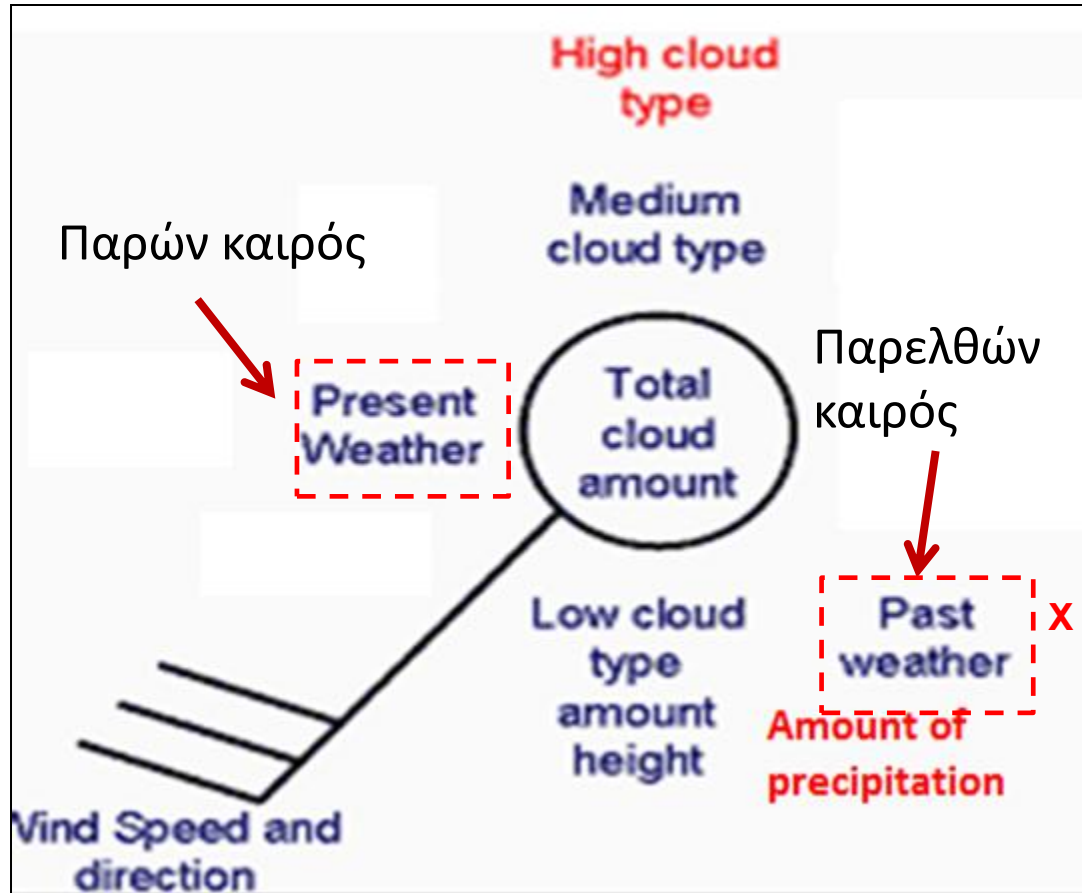 High cloud
type
Medium
cloud type
Παρών καιρός
Παρελθών
καιρός
Present
Weather
Total
cloud
amount
Low cloud
type
amount
height
Past
weather
X
Amount of
precipitation
Wind Speed and
direction